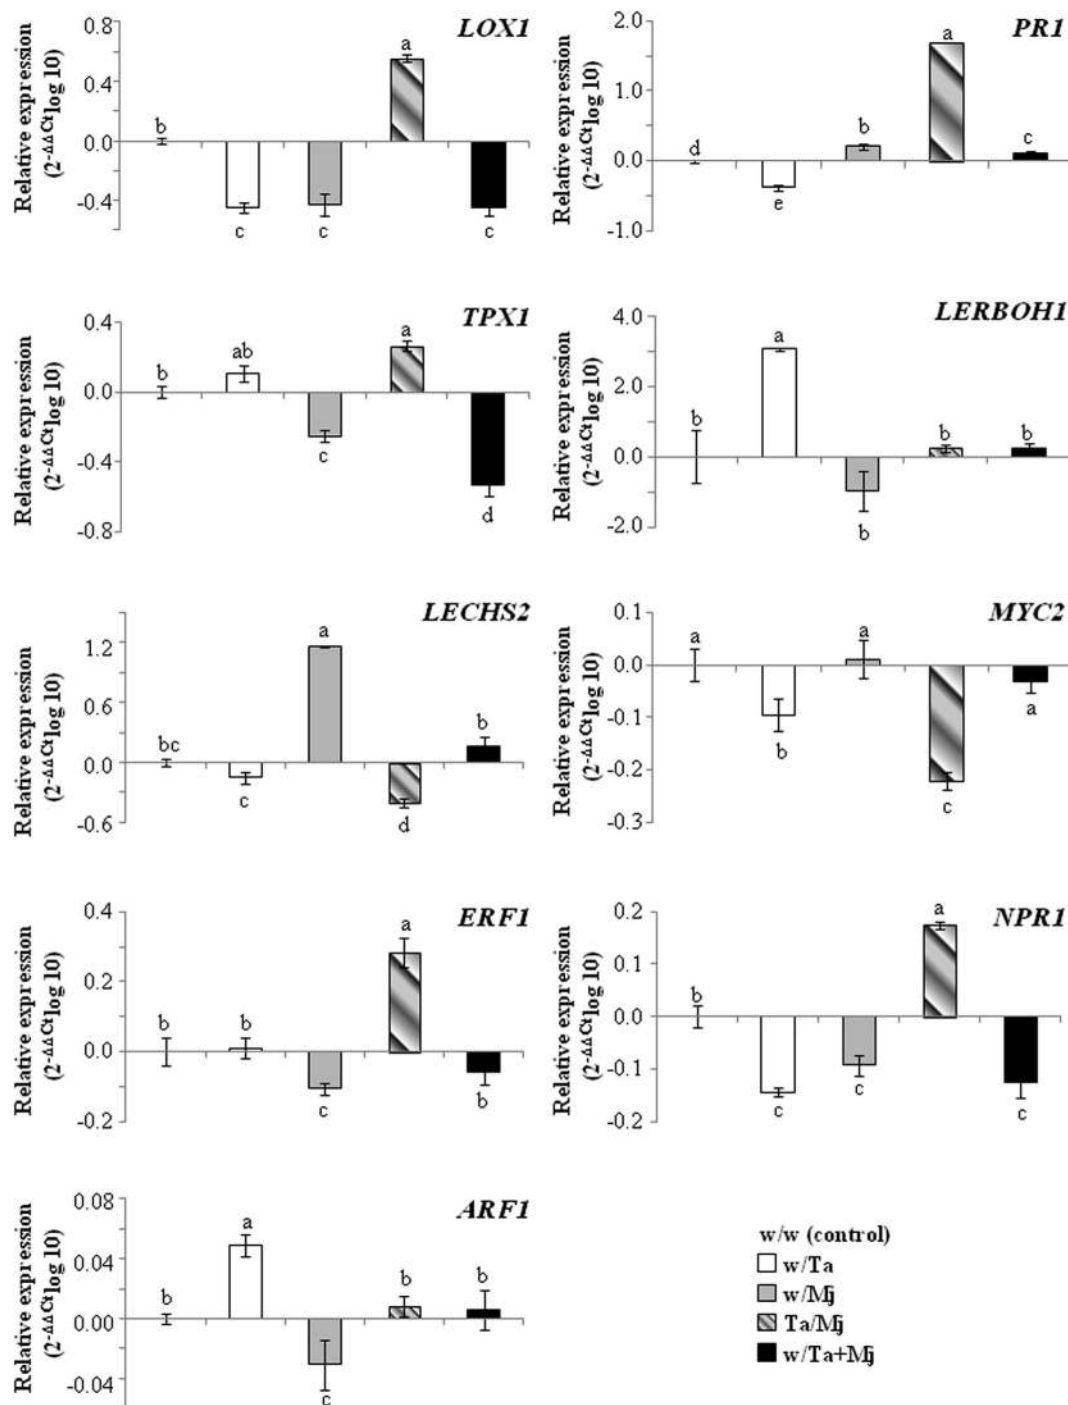 LOX1
Relative expression
(2-ΔΔCt log 10)
0.8
0.4
0.0
-0.4
b
c
c
a
c
PR1
Relative expression
(2-ΔΔCt log 10)
2.0
1.0
0.0
-1.0
d
e
b
a
c
TPX1
Relative expression
(2-ΔΔCt log 10)
0.4
0.0
-0.4
-0.8
b
ab
c
a
d
LERBOH1
Relative expression
(2-ΔΔCt log 10)
4.0
2.0
0.0
-2.0
b
a
b
b
b
LECHS2
Relative expression
(2-ΔΔCt log 10)
1.2
0.6
0.0
-0.6
bc
c
a
d
b
MYC2
Relative expression
(2-ΔΔCt log 10)
0.1
0.0
-0.1
-0.2
-0.3
a
b
a
c
a
ERF1
Relative expression
(2-ΔΔCt log 10)
0.4
0.2
0.0
-0.2
b
b
c
a
b
NPR1
Relative expression
(2-ΔΔCt log 10)
0.2
0.1
0.0
-0.1
-0.2
b
c
c
a
c
ARF1
Relative expression
(2-ΔΔCt log 10)
0.08
0.04
0.00
-0.04
b
a
c
b
b
w/w (control)
w/Ta
w/Mj
Ta/Mj
w/Ta+Mj